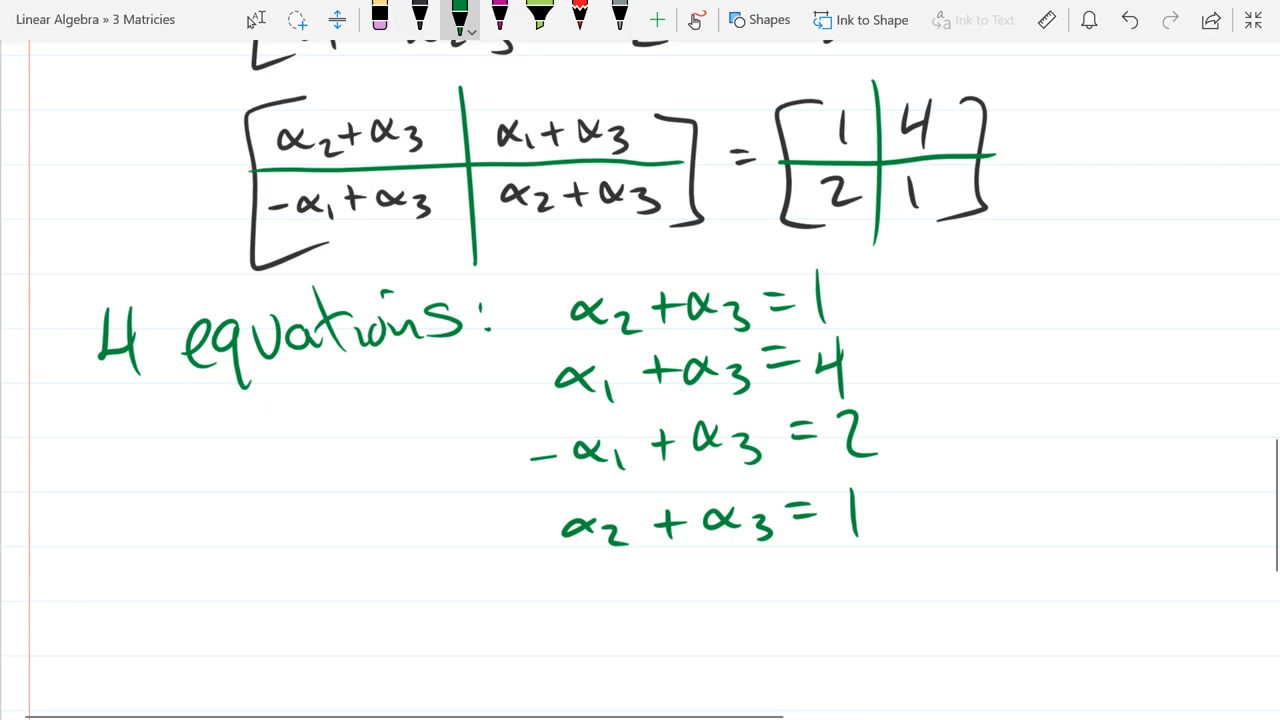 Linear Algebra » 3 Matricies
Shapes
Ink to Shape
Ink to Text
[α₂+α₃ | α₁+α₃] = [1 | 4]
[-α₁+α₃ | α₂+α₃] [2 | 1]
4 equations: α₂+α₃=1
α₁+α₃=4
-α₁+α₃=2
α₂+α₃=1